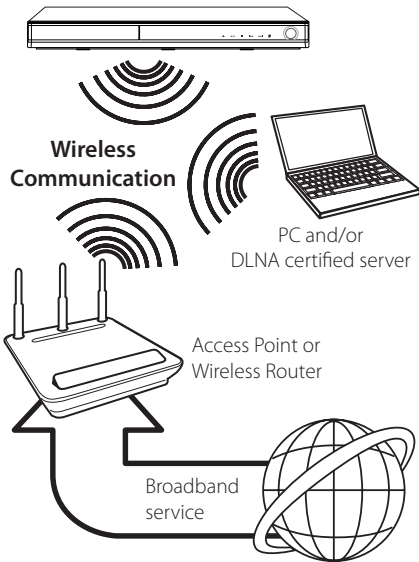 Wireless
Communication
PC and/or
DLNA certified server
Access Point or
Wireless Router
Broadband
service